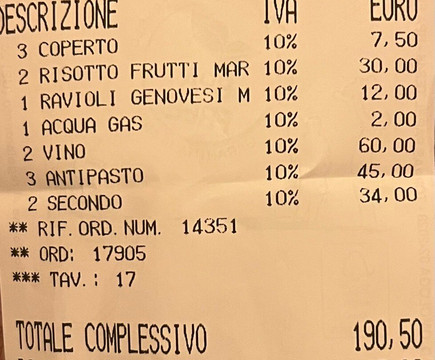 DESCRIZIONE IVA EURO
3 COPERTO 10% 7,50
2 RISOTTO FRUTTI MAR 10% 30,00
1 RAVIOLI GENOVESI M 10% 12,00
1 ACQUA GAS 10% 2,00
2 VINO 10% 60,00
3 ANTIPASTO 10% 45,00
2 SECONDO 10% 34,00
** RIF.ORD.NUM. 14351
** ORD: 17905
*** TAV.: 17
TOTALE COMPLESSIVO 190,50